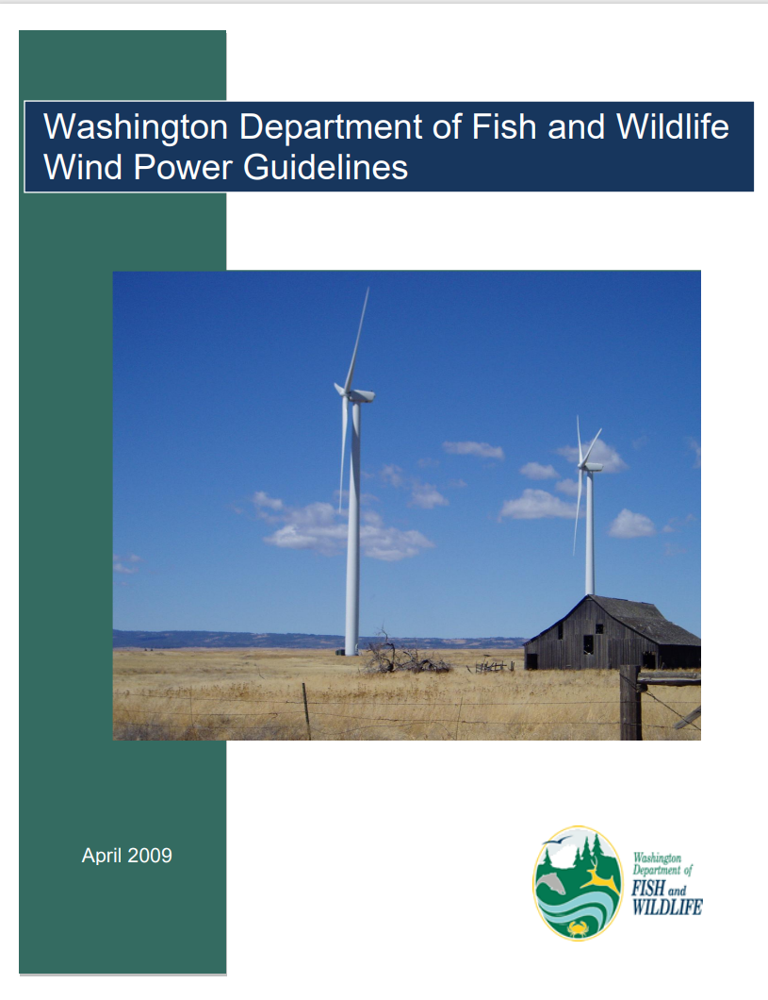 Washington Department of Fish and Wildlife
Wind Power Guidelines
April 2009
Washington
Department of
FISH and
WILDLIFE